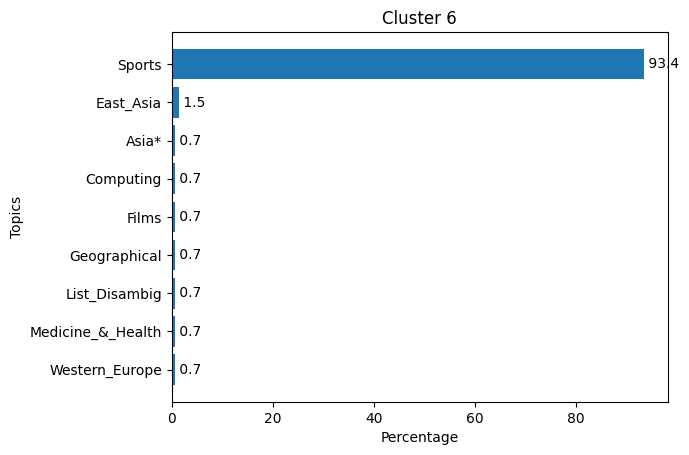 Cluster 6
Topics
Sports 93.4
East_Asia 1.5
Asia* 0.7
Computing 0.7
Films 0.7
Geographical 0.7
List_Disambig 0.7
Medicine_&_Health 0.7
Western_Europe 0.7
0 20 40 60 80
Percentage